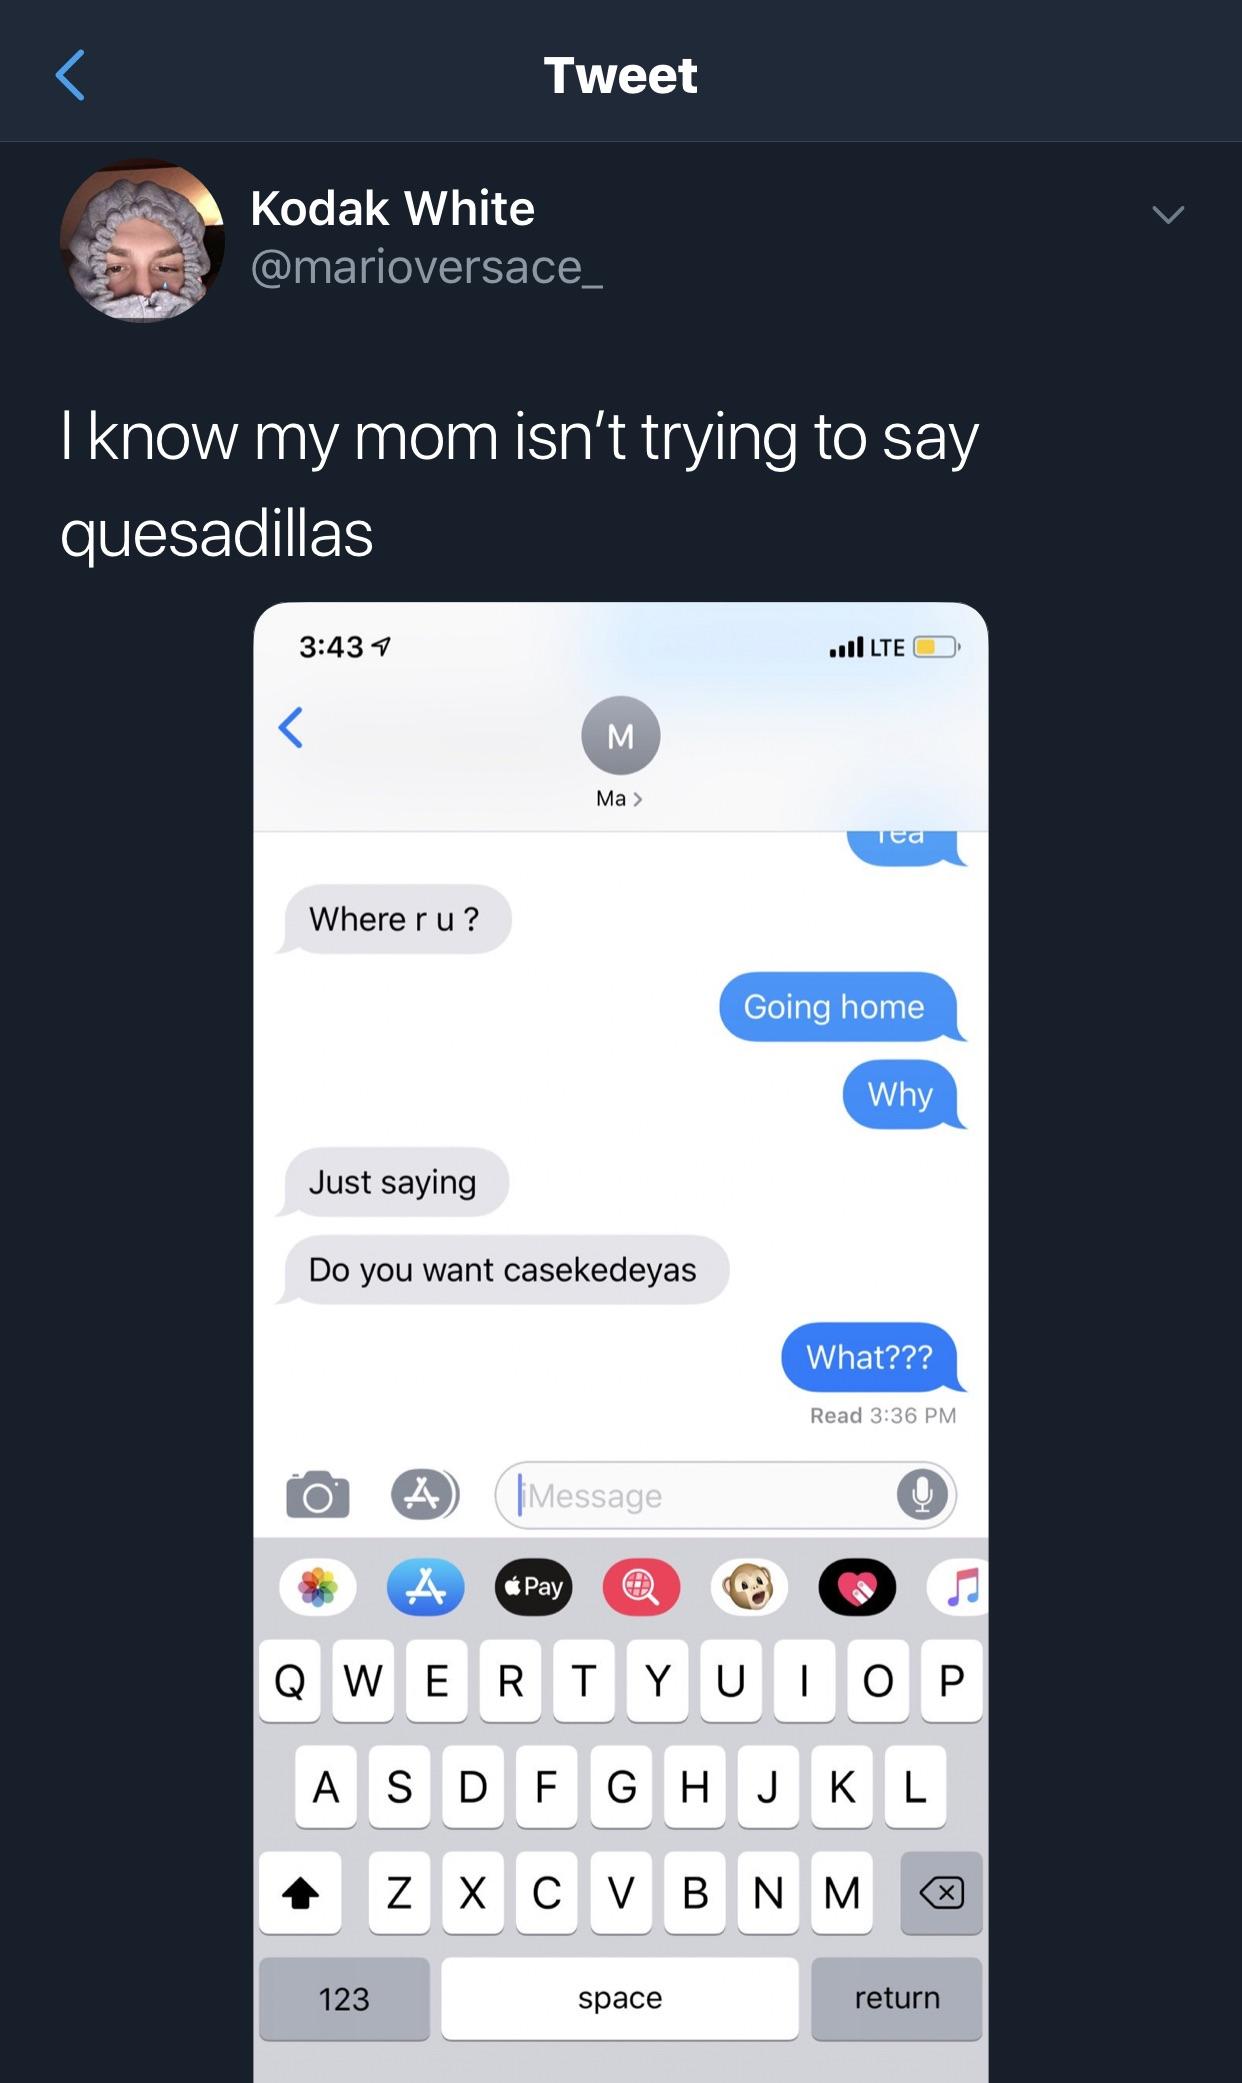 Tweet
Kodak White
@marioversace_
I know my mom isn't trying to say
quesadillas
3:43 LTE
M
Ma >
Where r u ?
Going home
Why
Just saying
Do you want casekedeyas
What???
Read 3:36 PM
iMessage
Pay
Q W E R T Y U I O P
A S D F G H J K L
Z X C V B N M
123 space return